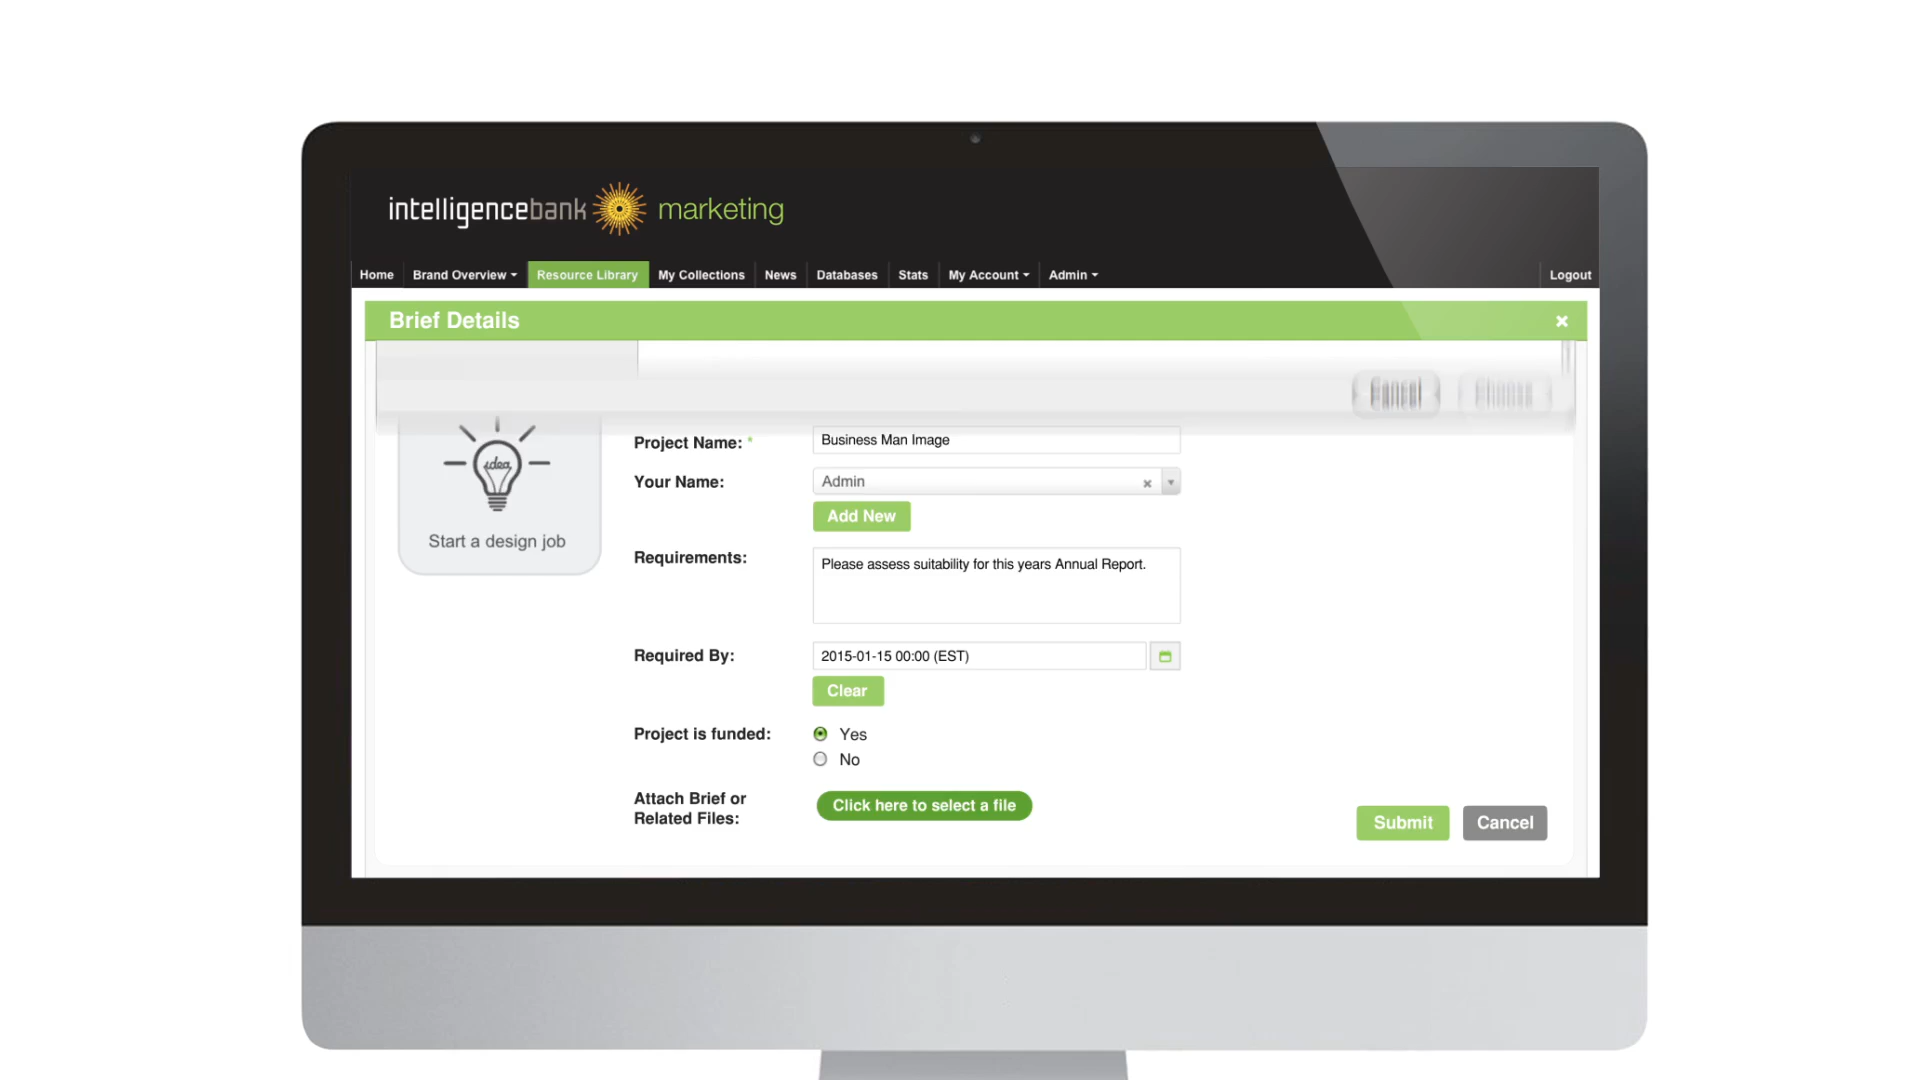 intelligencebank marketing
Home Brand Overview Resource Library My Collections News Databases Stats My Account Admin Logout
Brief Details
idea
Start a design job
Project Name: * Business Man Image
Your Name: Admin
Add New
Requirements: Please assess suitability for this years Annual Report.
Required By: 2015-01-15 00:00 (EST)
Clear
Project is funded: Yes
No
Attach Brief or
Related Files:
Click here to select a file
Submit Cancel